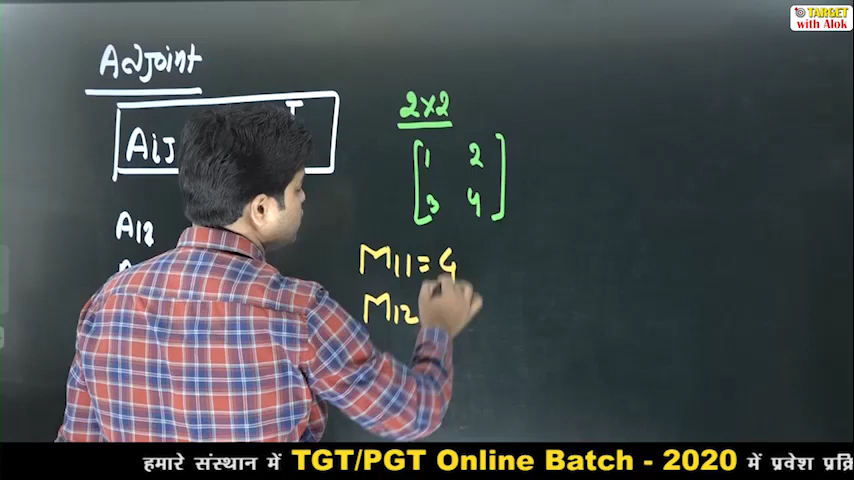 TARGET
with Alok
Adjoint
Aij
T
A12
2x2
1 2
3 4
M11 = 4
M12
हमारे संस्थान में TGT/PGT Online Batch - 2020 में प्रवेश